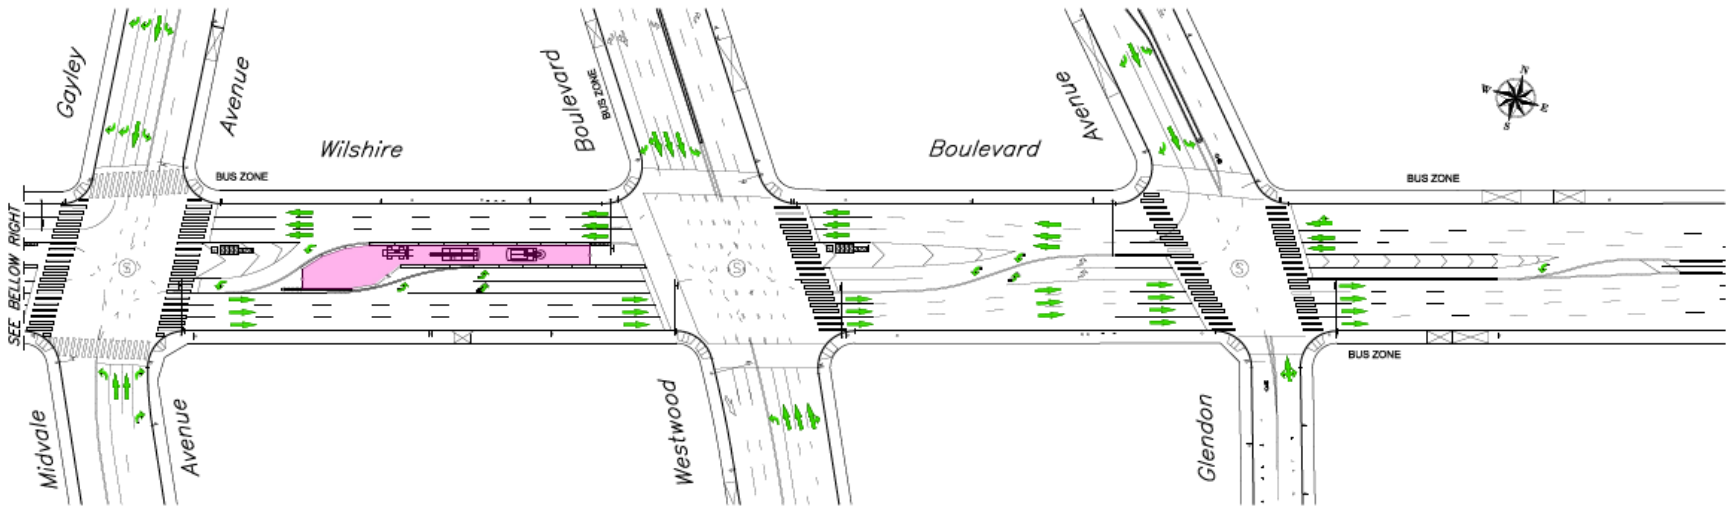 Gayley
Avenue
Wilshire
Boulevard
BUS ZONE
Boulevard
Avenue
N
W
E
S
BUS ZONE
BUS ZONE
SEE BELLOW RIGHT
S
S
S
BUS ZONE
Midvale
Avenue
Westwood
Glendon